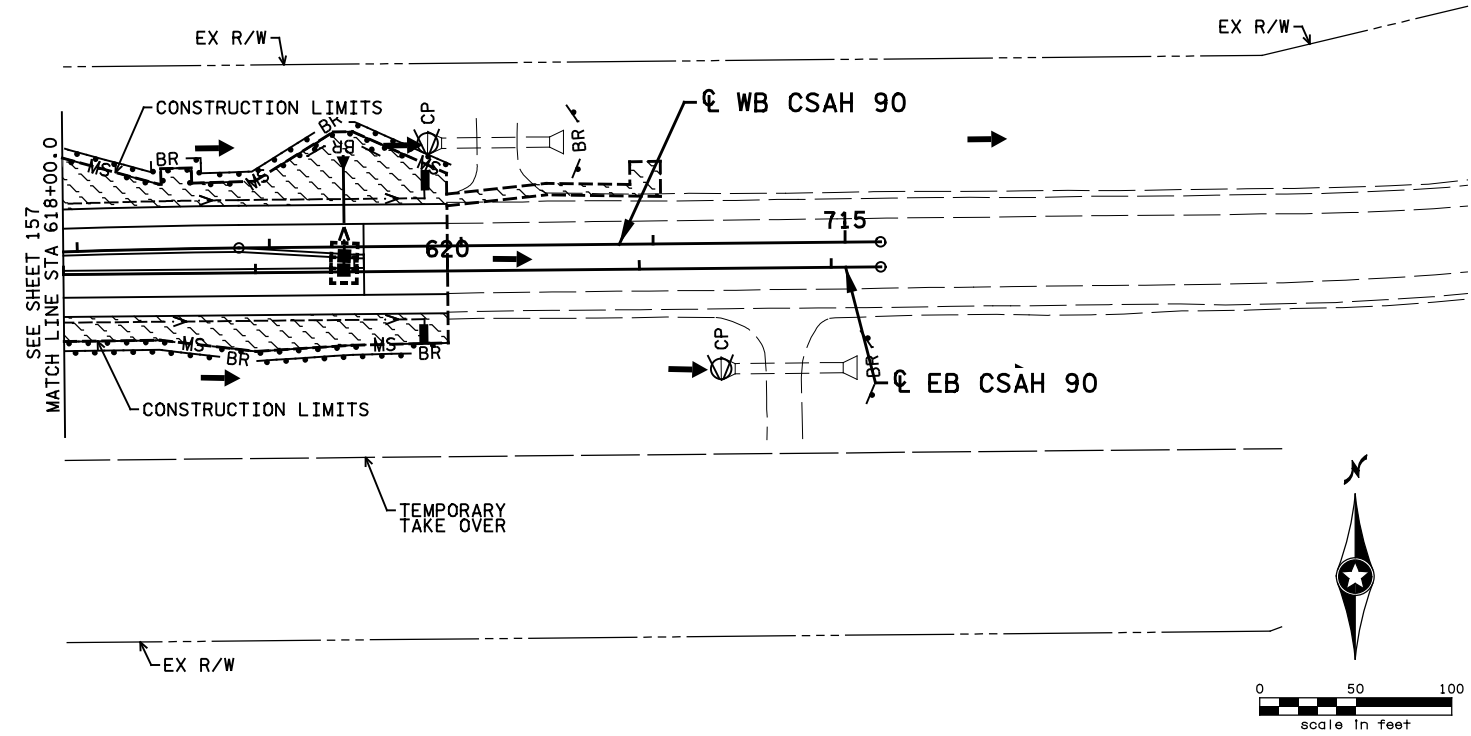 EX R/W
EX R/W
CONSTRUCTION LIMITS
CP
BR
BR
℄ WB CSAH 90
BR
BR
MS
MS
MS
SEE SHEET 157
MATCH LINE STA 618+00.0
715
620
MS
MS
BR
BR
CP
BR
℄ EB CSAH 90
CONSTRUCTION LIMITS
TEMPORARY
TAKE OVER
N
EX R/W
0 50 100
scale in feet